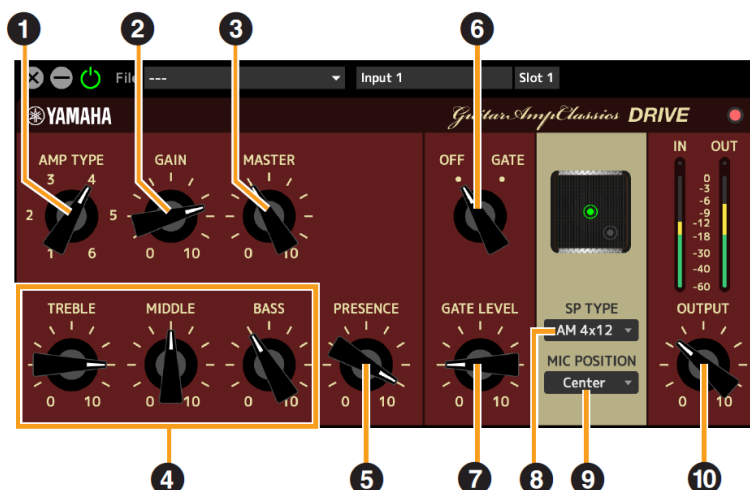 1 2 3 6
File --- Input 1 Slot 1
YAMAHA GuitarAmpClassics DRIVE
AMP TYPE GAIN MASTER OFF GATE IN OUT
3 4
2 5
1 6 0 10 0 10
0
-3
-6
-9
-12
-18
-30
-40
-60
TREBLE MIDDLE BASS PRESENCE GATE LEVEL SP TYPE OUTPUT
AM 4x12
MIC POSITION
Center
0 10 0 10 0 10 0 10 0 10 0 10
4 5 7 8 9 10